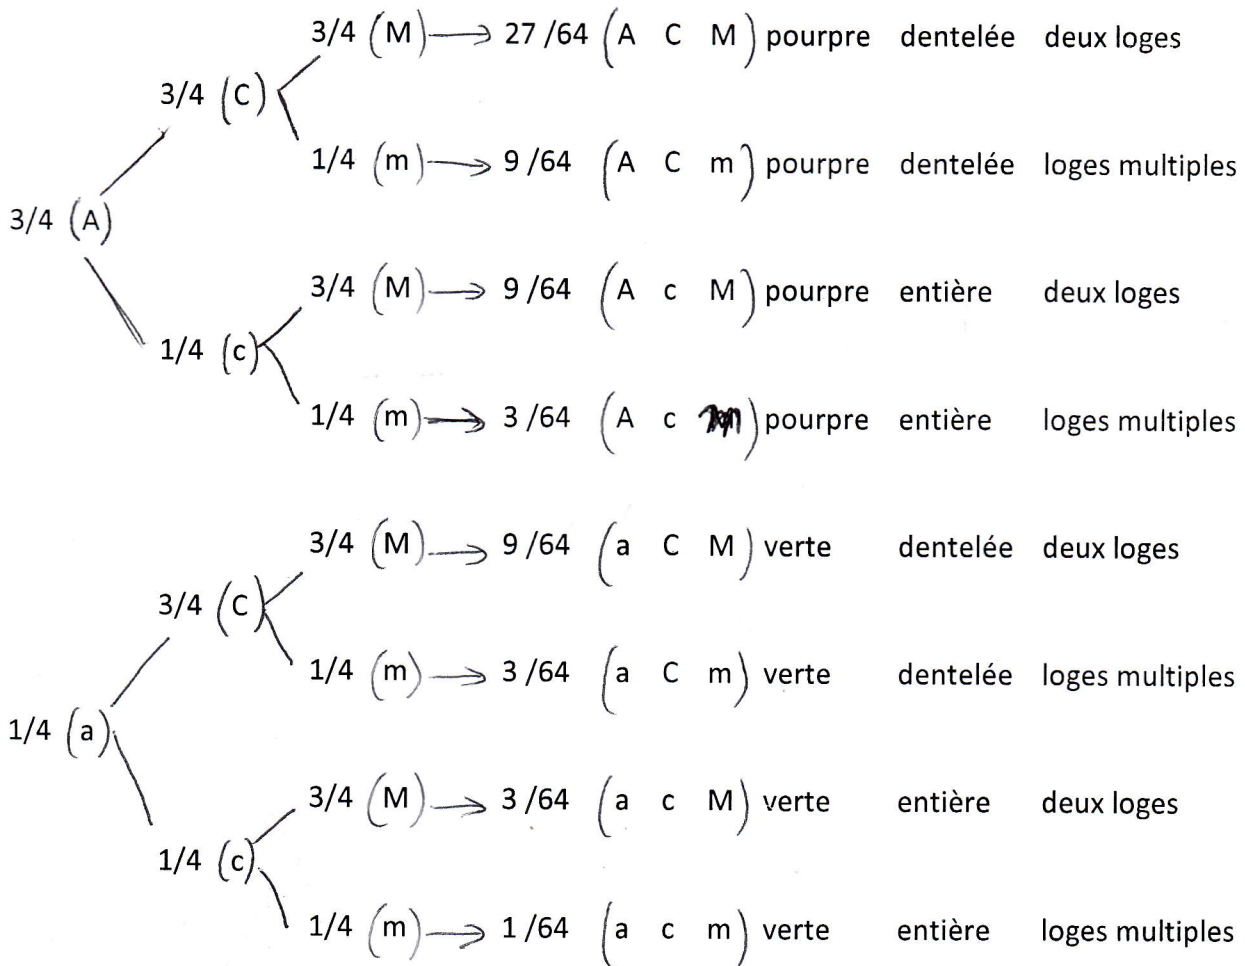 3/4 (M) → 27 /64 (A C M) pourpre dentelée deux loges
3/4 (C)
1/4 (m) → 9 /64 (A C m) pourpre dentelée loges multiples
3/4 (A)
3/4 (M) → 9 /64 (A c M) pourpre entière deux loges
1/4 (c)
1/4 (m) → 3 /64 (A c ) pourpre entière loges multiples
3/4 (M) → 9 /64 (a C M) verte dentelée deux loges
3/4 (C)
1/4 (m) → 3 /64 (a C m) verte dentelée loges multiples
1/4 (a)
3/4 (M) → 3 /64 (a c M) verte entière deux loges
1/4 (c)
1/4 (m) → 1 /64 (a c m) verte entière loges multiples